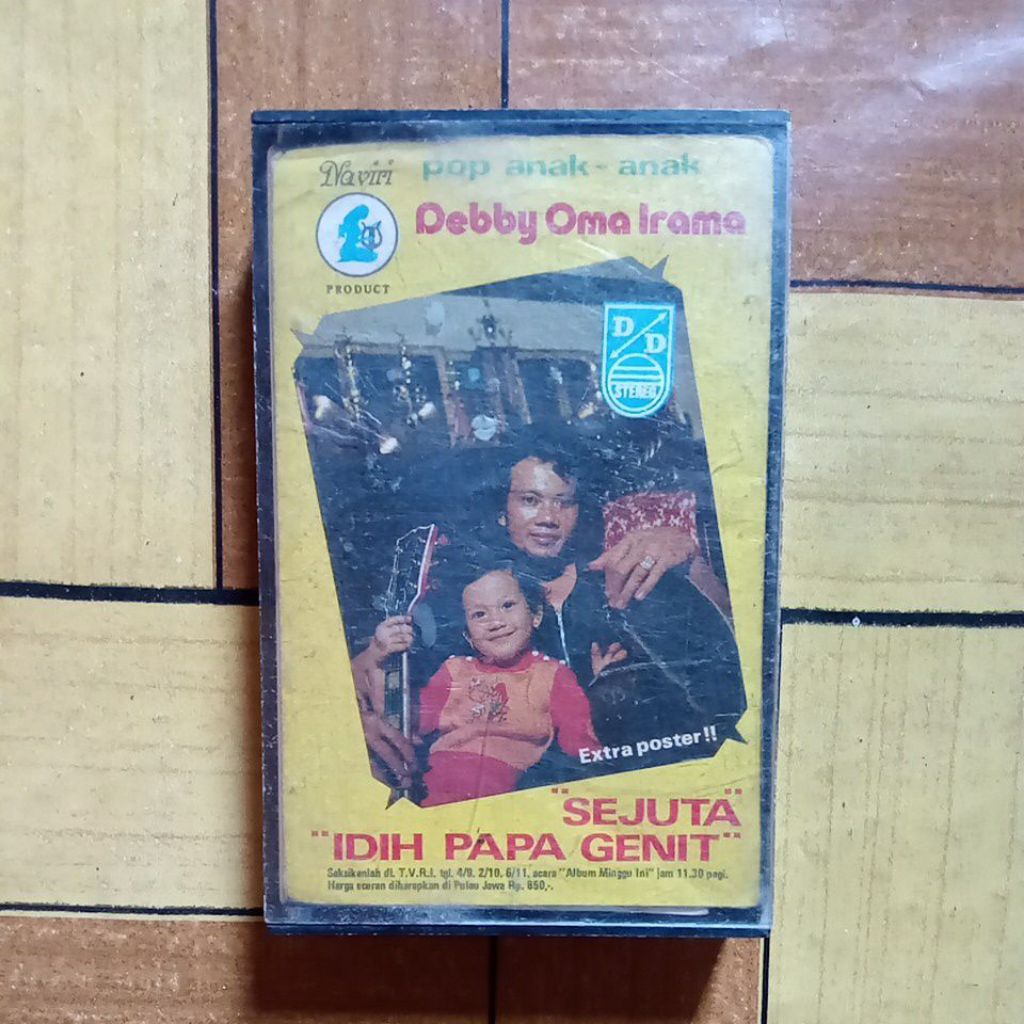 Naviri
pop anak-anak
Debby Oma Irama
PRODUCT
D
D
STEREO
Extra poster!!
"SEJUTA"
"IDIH PAPA GENIT"
Saksikanlah di. T.V.R.I. tgl. 4/9, 2/10, 6/11, acara "Album Minggu Ini" jam 11.30 pagi.
Harga eceran diharapkan di Pulau Jawa Rp. 850,-.